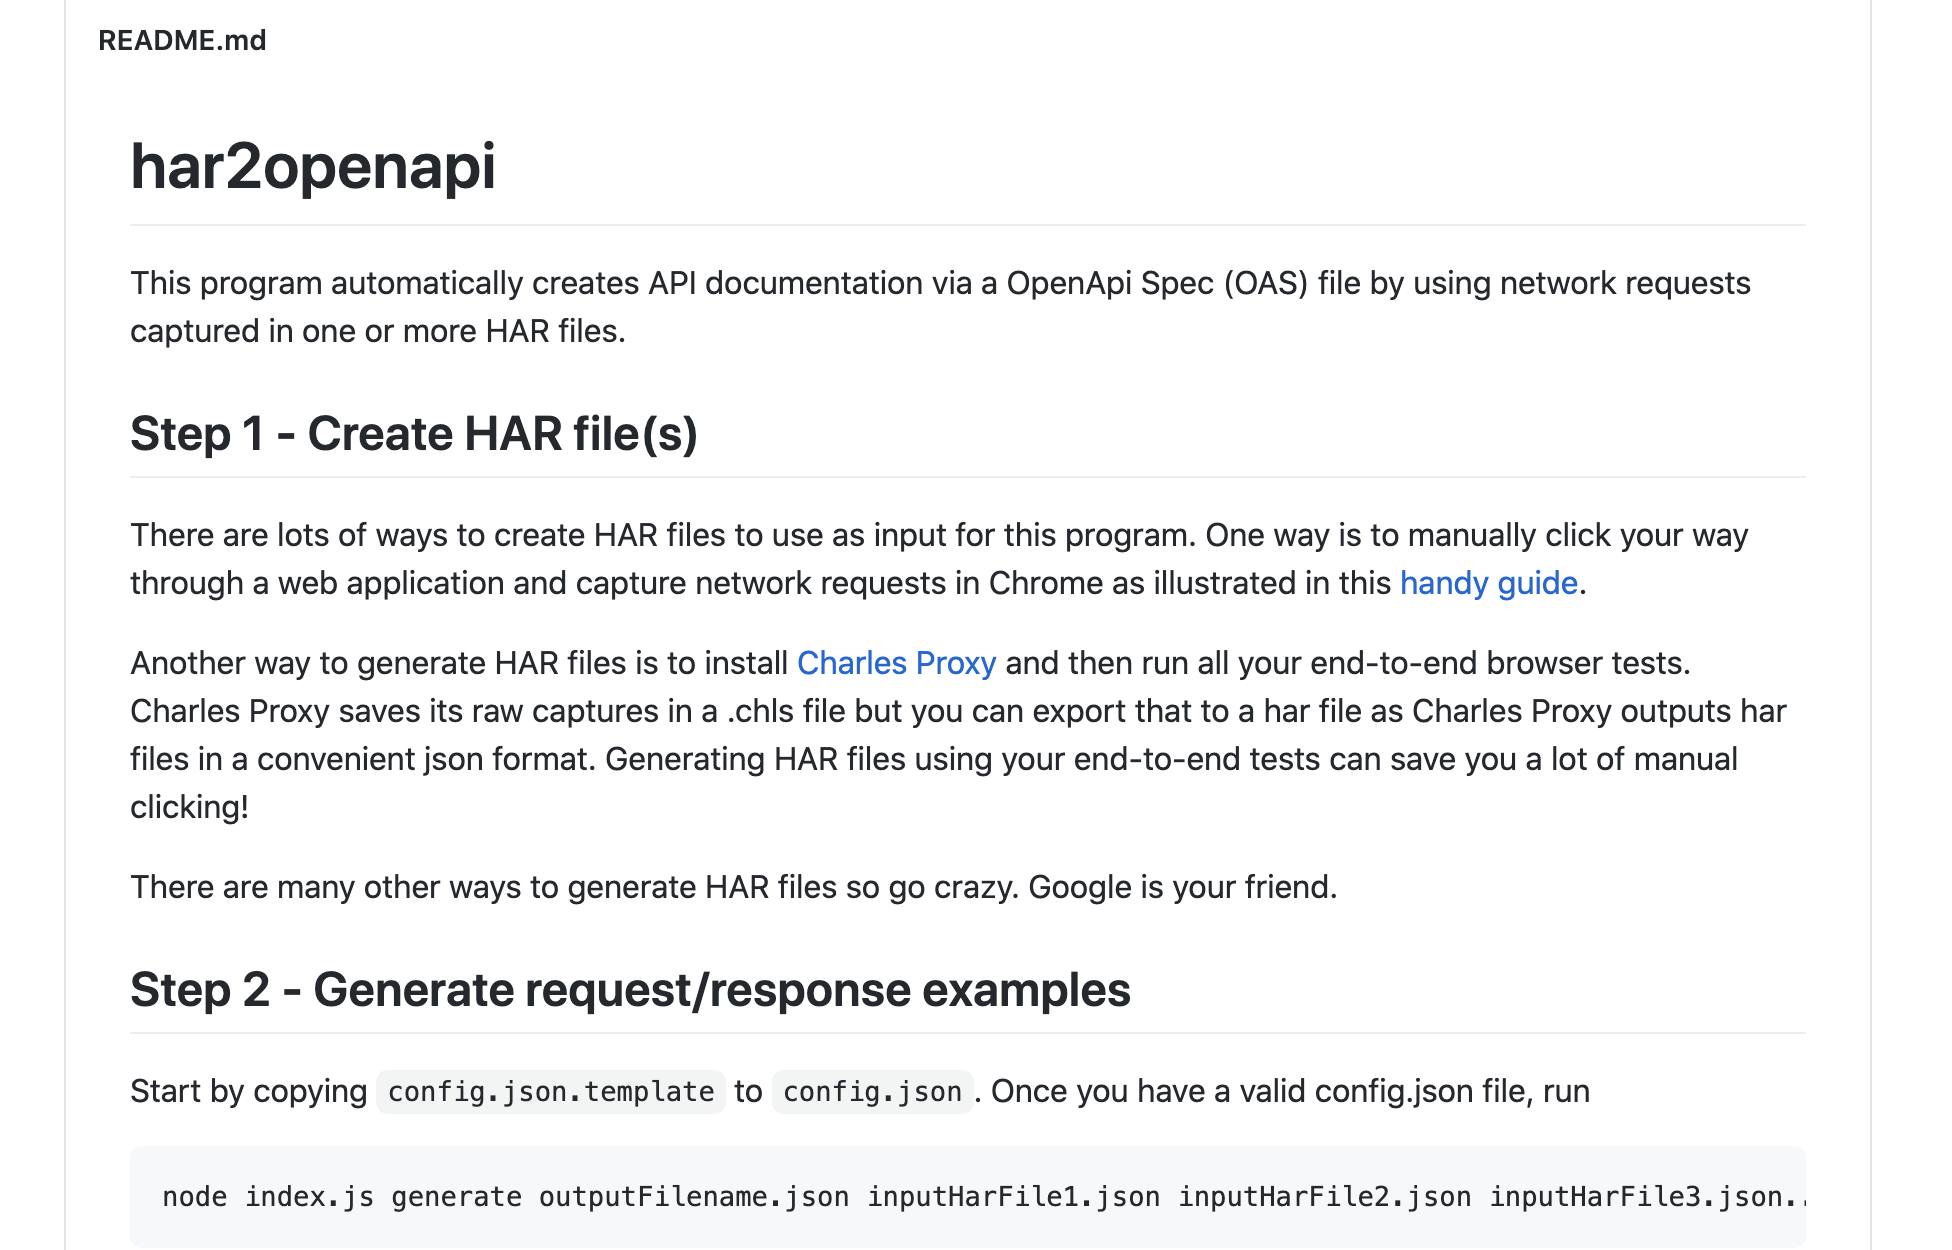 README.md
har2openapi
This program automatically creates API documentation via a OpenApi Spec (OAS) file by using network requests
captured in one or more HAR files.
Step 1 - Create HAR file(s)
There are lots of ways to create HAR files to use as input for this program. One way is to manually click your way
through a web application and capture network requests in Chrome as illustrated in this handy guide.
Another way to generate HAR files is to install Charles Proxy and then run all your end-to-end browser tests.
Charles Proxy saves its raw captures in a .chls file but you can export that to a har file as Charles Proxy outputs har
files in a convenient json format. Generating HAR files using your end-to-end tests can save you a lot of manual
clicking!
There are many other ways to generate HAR files so go crazy. Google is your friend.
Step 2 - Generate request/response examples
Start by copying config.json.template to config.json. Once you have a valid config.json file, run
node index.js generate outputFilename.json inputHarFile1.json inputHarFile2.json inputHarFile3.json..